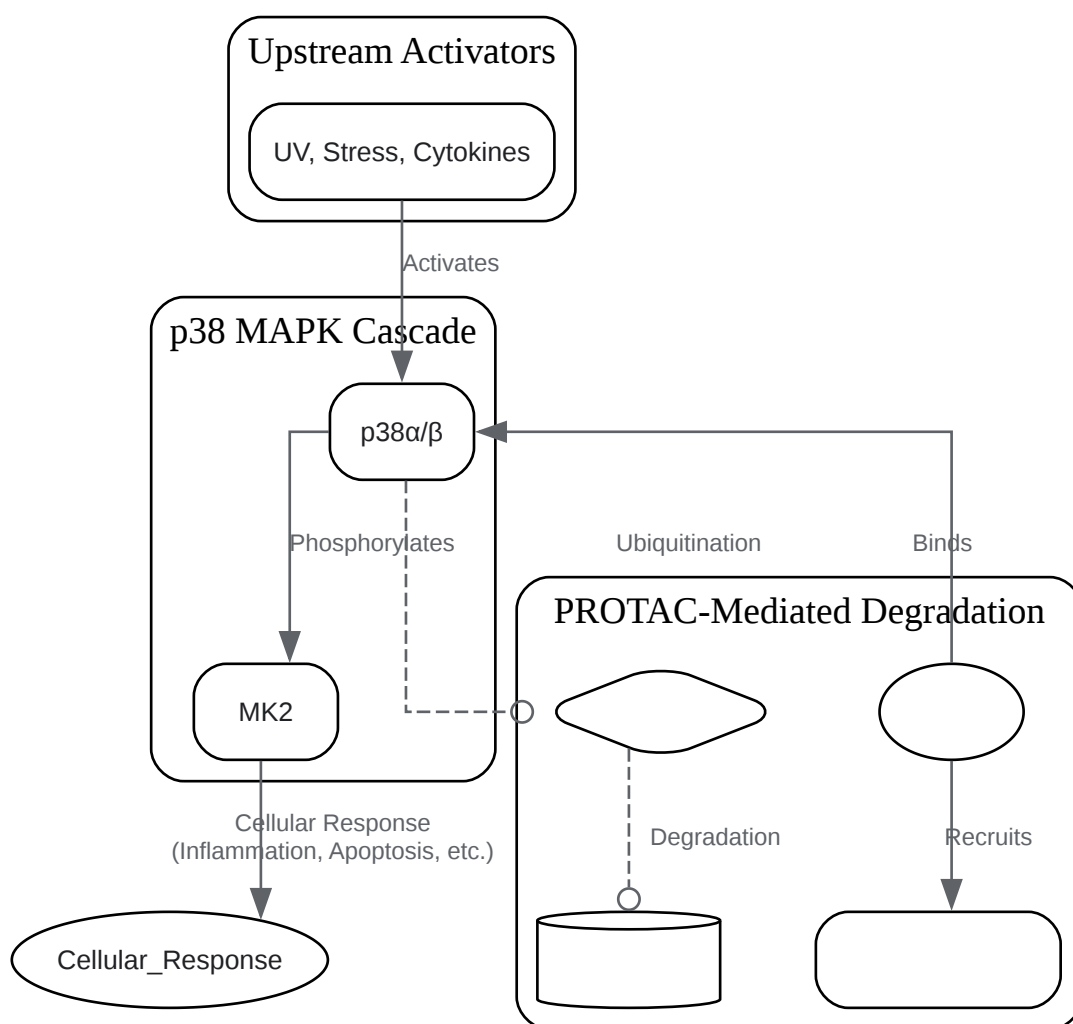 Upstream Activators
UV, Stress, Cytokines
Activates
p38 MAPK Cascade
p38α/β
Phosphorylates
Ubiquitination
Binds
PROTAC-Mediated Degradation
MK2
Cellular Response
(Inflammation, Apoptosis, etc.)
Degradation
Recruits
Cellular_Response